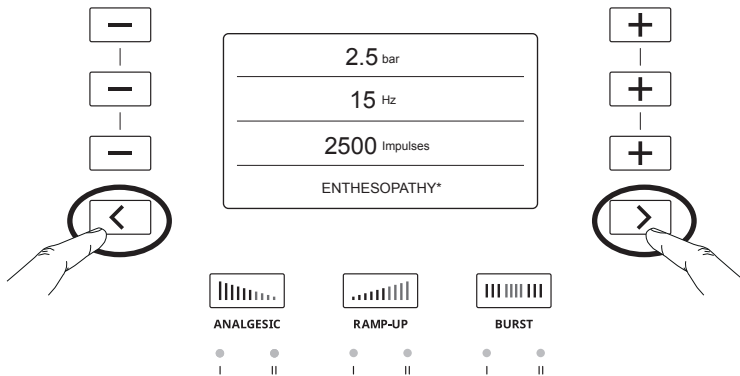 2.5 bar
15 Hz
2500 Impulses
ENTHESOPATHY*
ANALGESIC RAMP-UP BURST
I II I II I II